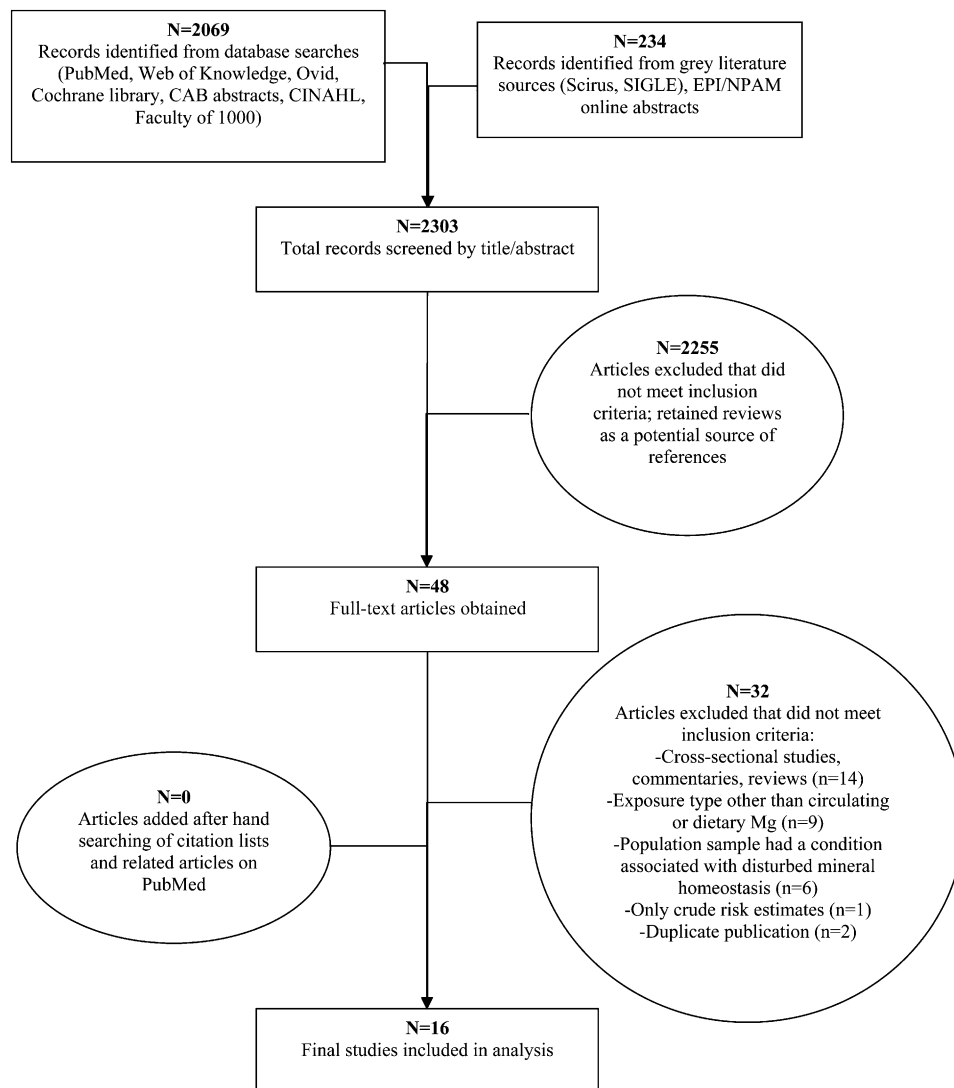 N=2069
Records identified from database searches
(PubMed, Web of Knowledge, Ovid,
Cochrane library, CAB abstracts, CINAHL,
Faculty of 1000)
N=234
Records identified from grey literature
sources (Scirus, SIGLE), EPI/NPAM
online abstracts
N=2303
Total records screened by title/abstract
N=2255
Articles excluded that did
not meet inclusion
criteria; retained reviews
as a potential source of
references
N=48
Full-text articles obtained
N=32
Articles excluded that did not meet
inclusion criteria:
-Cross-sectional studies,
commentaries, reviews (n=14)
-Exposure type other than circulating
or dietary Mg (n=9)
-Population sample had a condition
associated with disturbed mineral
homeostasis (n=6)
-Only crude risk estimates (n=1)
-Duplicate publication (n=2)
N=0
Articles added after hand
searching of citation lists
and related articles on
PubMed
N=16
Final studies included in analysis